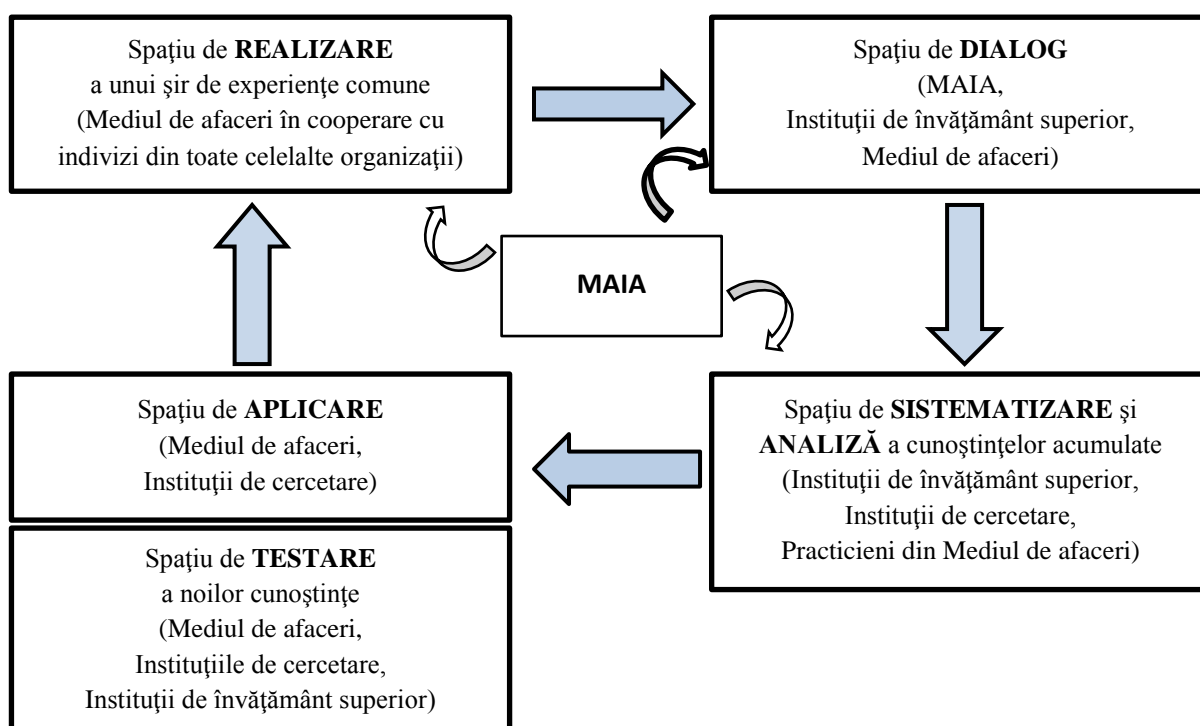 Spaţiu de REALIZARE
a unui şir de experienţe comune
(Mediul de afaceri în cooperare cu
indivizi din toate celelalte organizaţii)
Spaţiu de DIALOG
(MAIA,
Instituţii de învăţământ superior,
Mediul de afaceri)
MAIA
Spaţiu de APLICARE
(Mediul de afaceri,
Instituţii de cercetare)
Spaţiu de SISTEMATIZARE şi
ANALIZĂ a cunoştinţelor acumulate
(Instituţii de învăţământ superior,
Instituţii de cercetare,
Practicieni din Mediul de afaceri)
Spaţiu de TESTARE
a noilor cunoştinţe
(Mediul de afaceri,
Instituţiile de cercetare,
Instituţii de învăţământ superior)